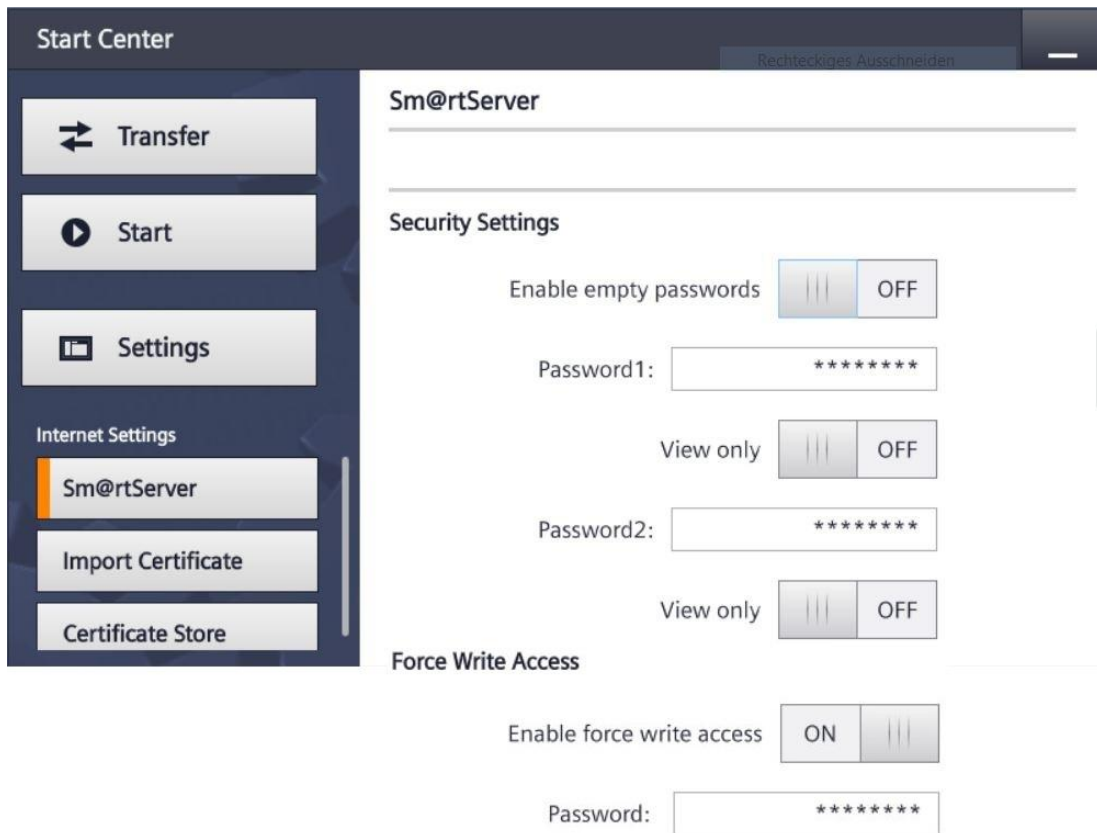 Start Center
Rechteckiges Ausschneiden
Transfer
Start
Settings
Internet Settings
Sm@rtServer
Import Certificate
Certificate Store
Sm@rtServer
Security Settings
Enable empty passwords OFF
Password1: ********
View only OFF
Password2: ********
View only OFF
Force Write Access
Enable force write access ON
Password: ********